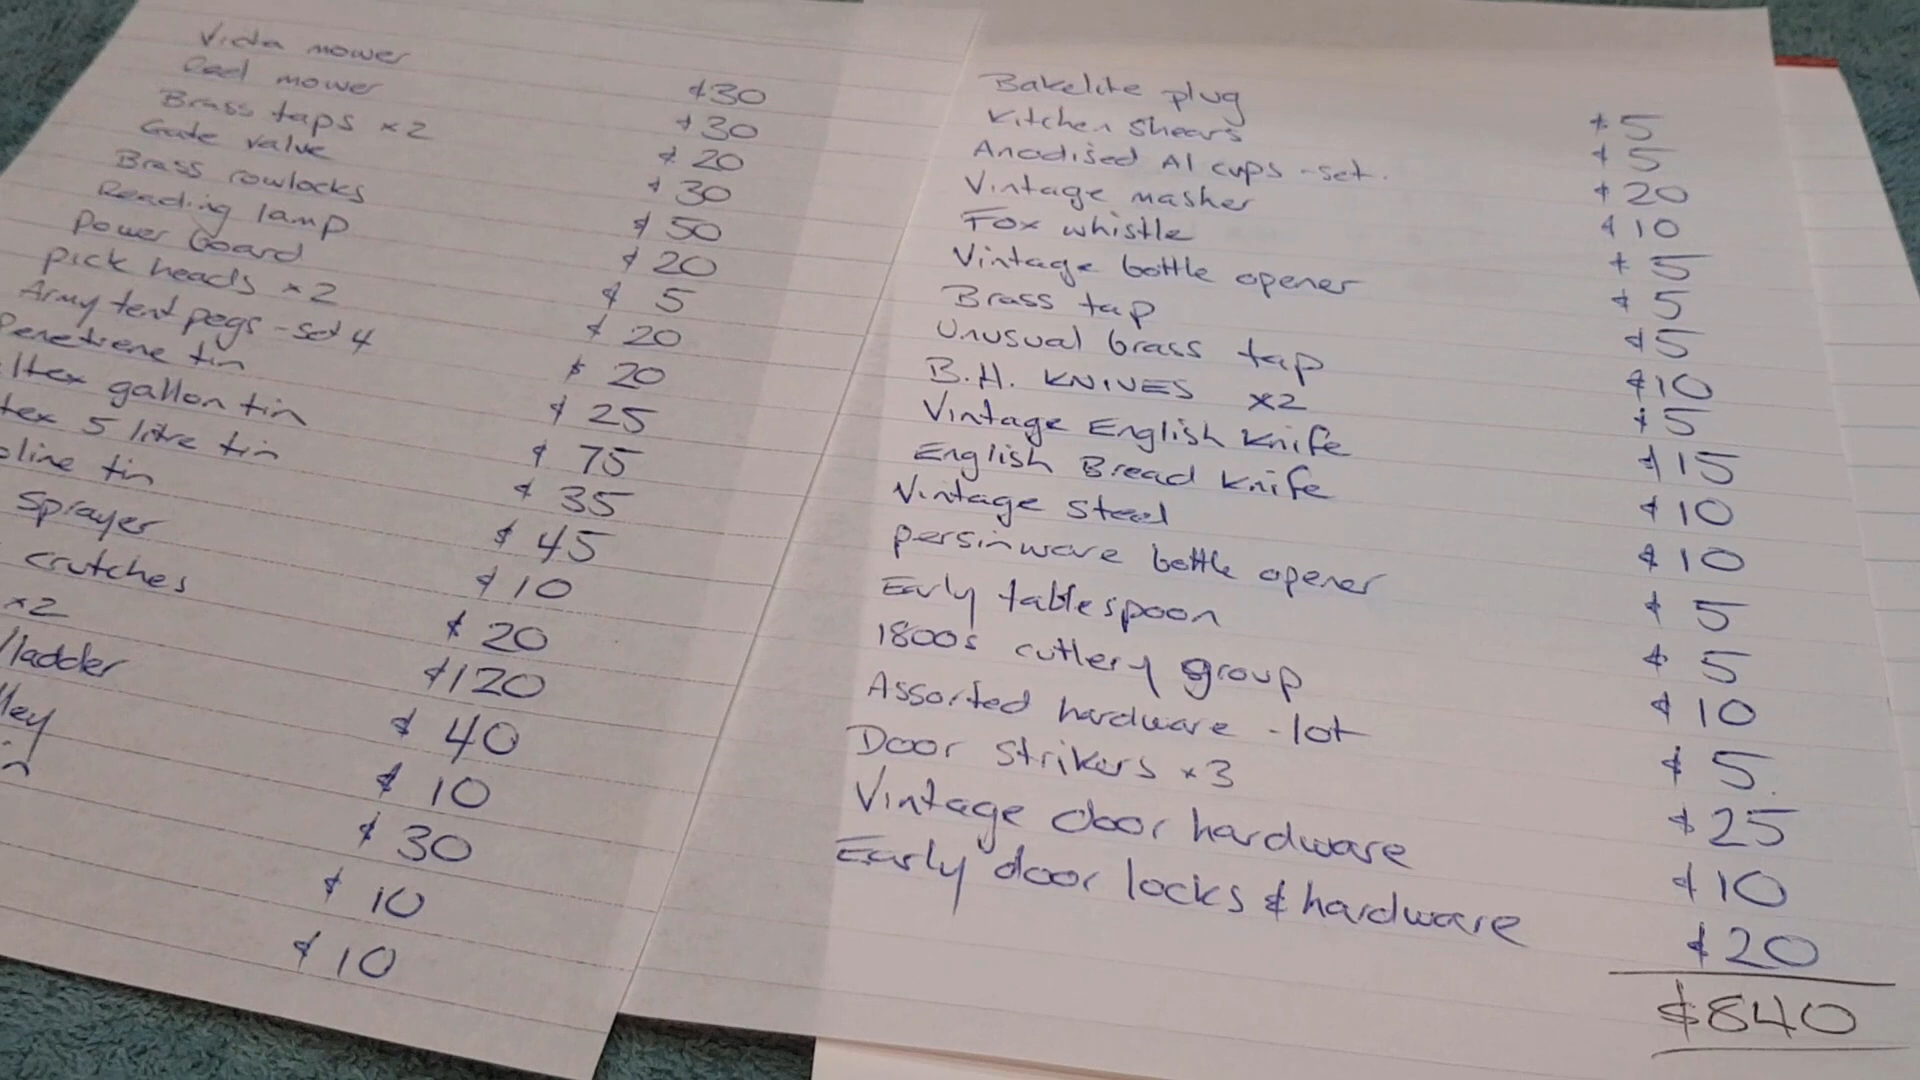 Victa mower $30
Cecil mower $30
Brass taps x2 $20
Gate valve $30
Brass rowlocks $50
Reading lamp $20
Power board $5
Pick heads x2 $20
Army tent pegs - set 4 $20
Penetrene tin $25
gallon tin $75
5 litre tin $35
tin $45
Sprayer $10
crutches $20
x2 $120
ladder $40
$10
$30
$10
$10
Bakelite plug $5
Kitchen Shears $5
Anodised Al cups - set. $20
Vintage masher $10
Fox whistle $5
Vintage bottle opener $5
Brass tap $5
Unusual brass tap $10
B.H. KNIVES x2 $5
Vintage English Knife $15
English Bread Knife $10
Vintage Steel $10
persinware bottle opener $5
Early tablespoon $5
1800s cutlery group $10
Assorted hardware - lot $5
Door Strikers x3 $25
Vintage door hardware $10
Early door locks & hardware $20
$840